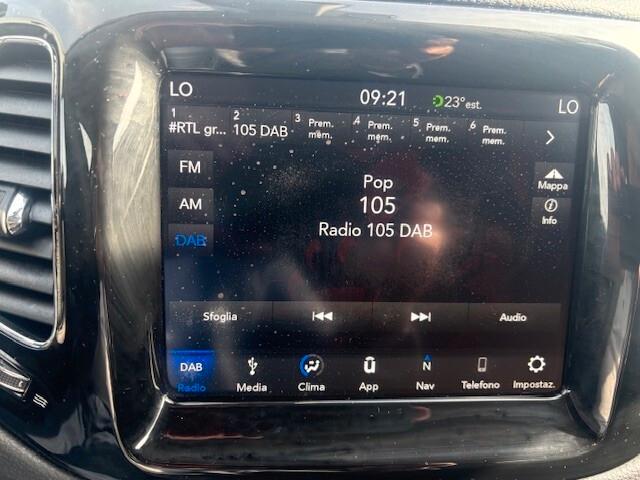 LO 09:21 23°est. LO
1 #RTL gr... 2 105 DAB 3 Prem. mem. 4 Prem. mem. 5 Prem. mem. 6 Prem. mem.
FM
AM
DAB
Pop
105
Radio 105 DAB
Mappa
Info
Sfoglia Audio
DAB N
Radio Media Clima App Nav Telefono Impostaz.